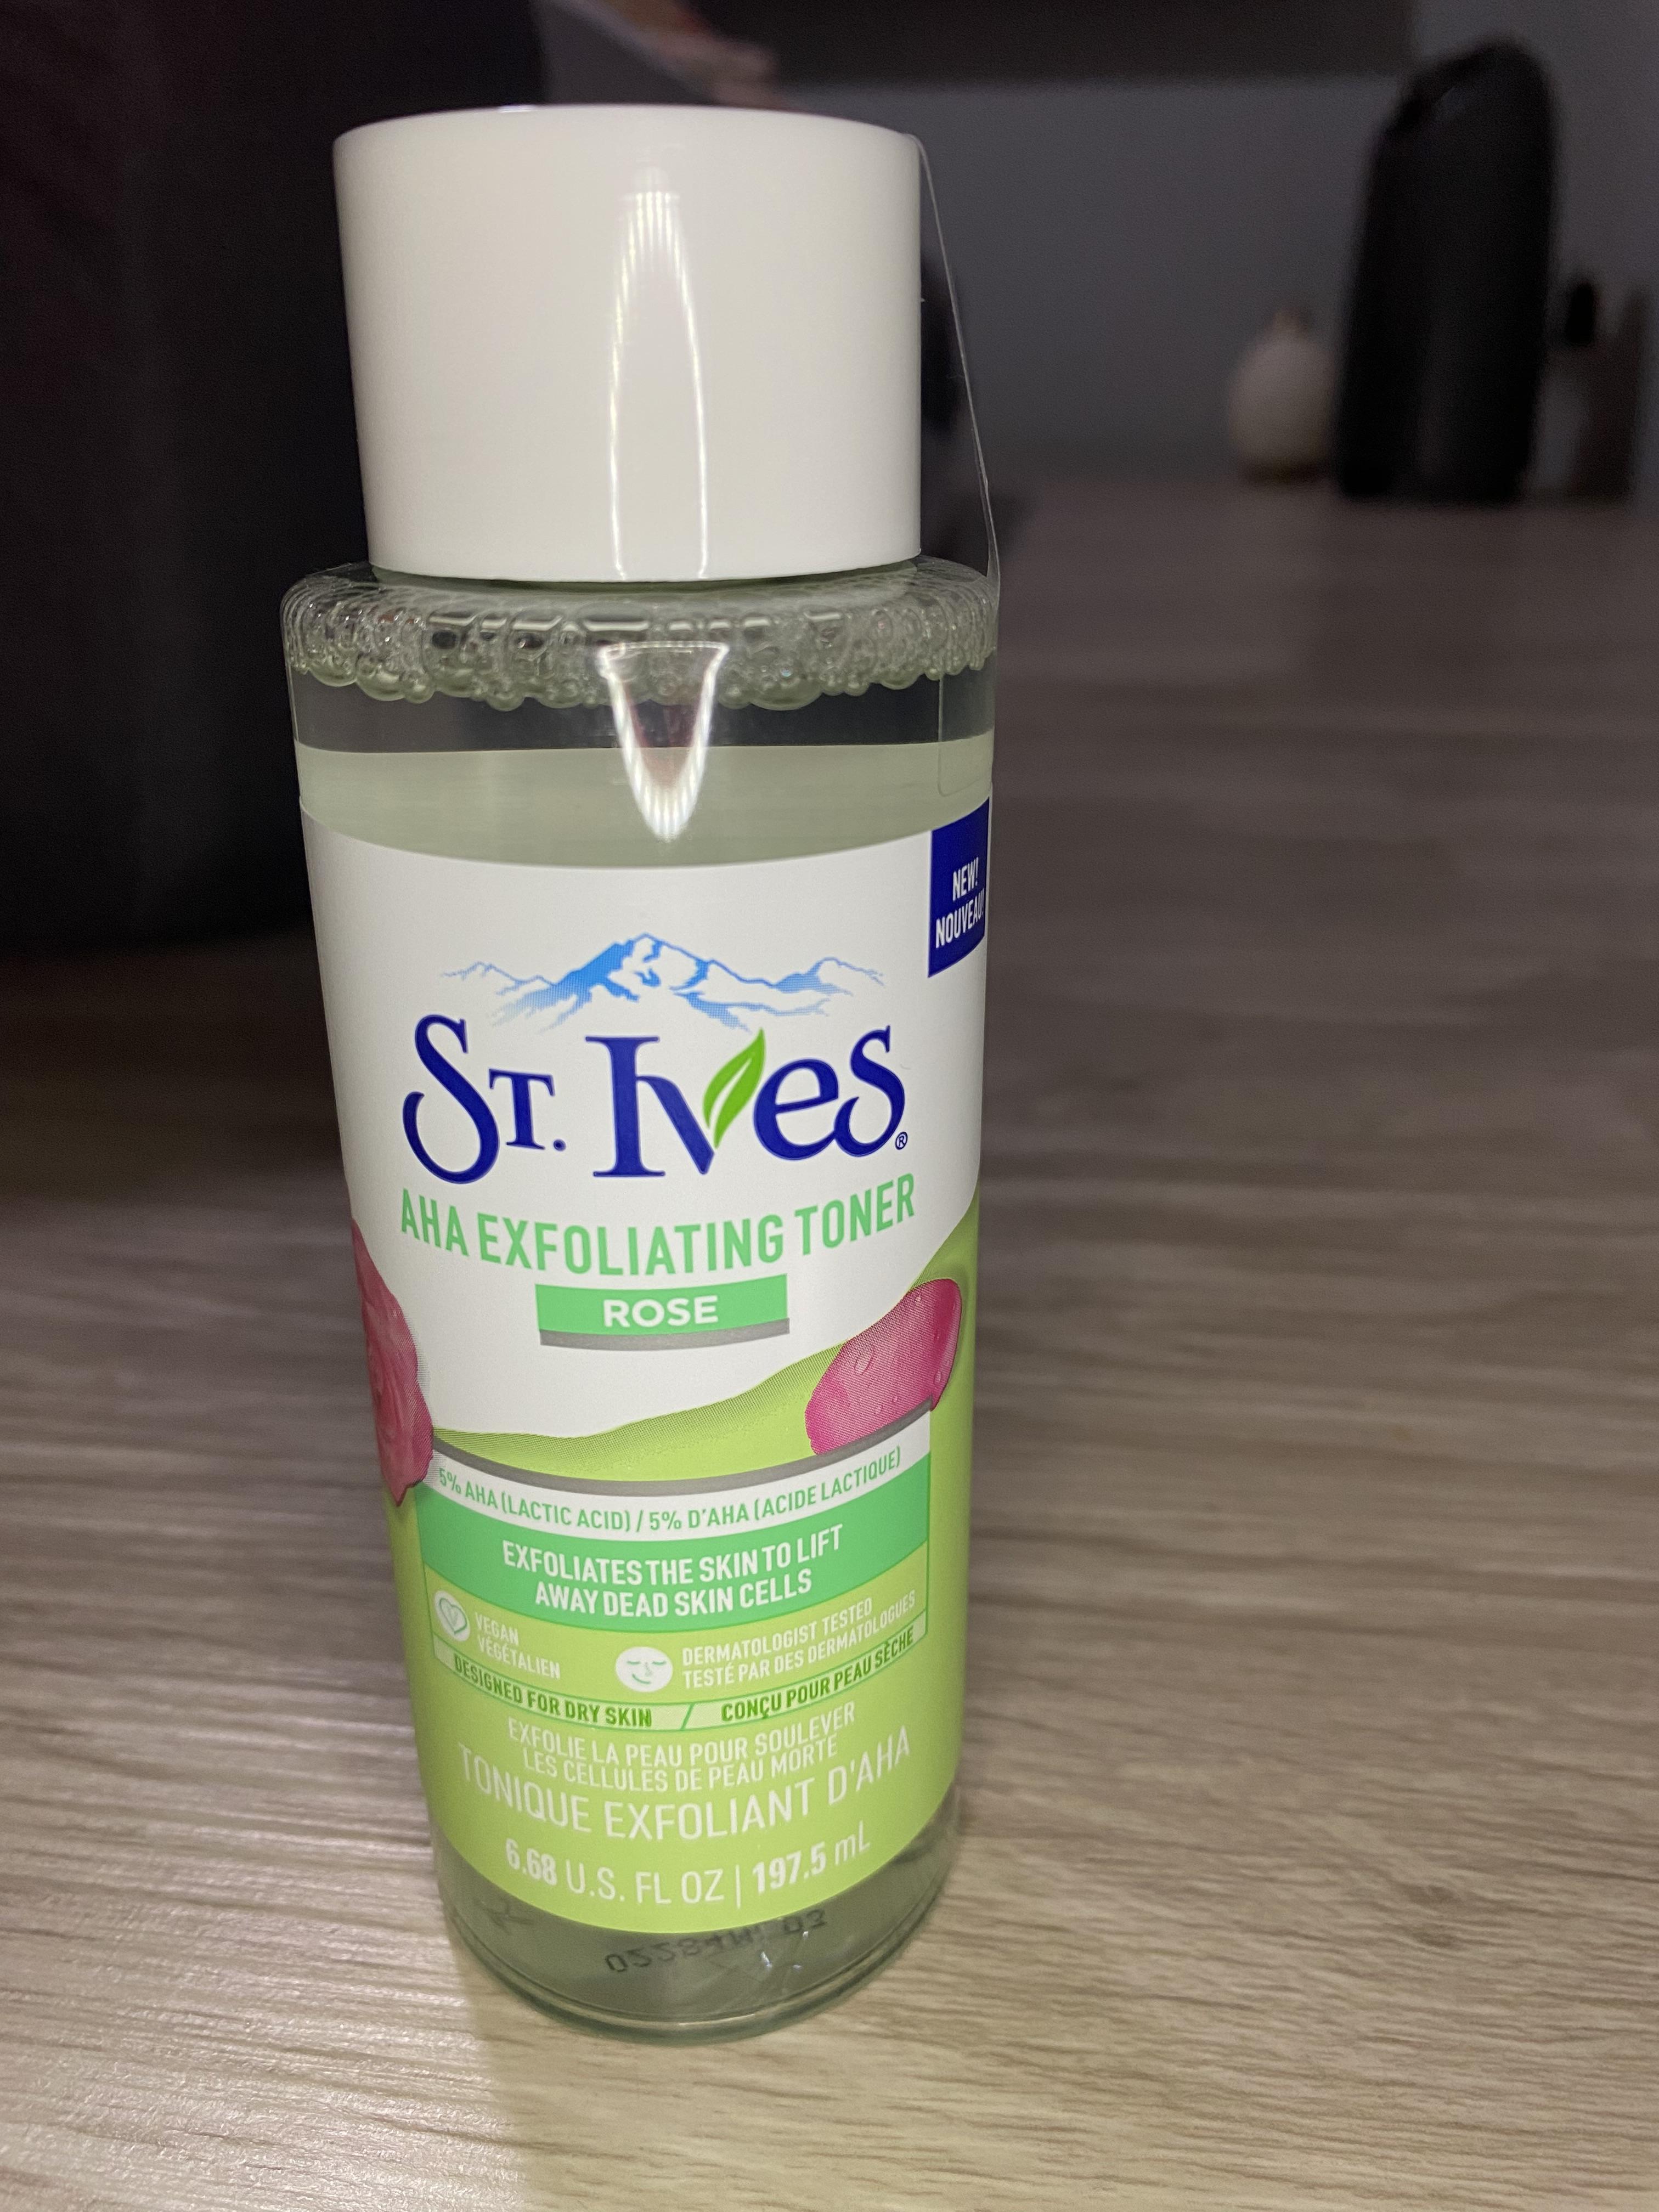 NEW!
NOUVEAU!
ST. IVES®
AHA EXFOLIATING TONER
ROSE
5% AHA (LACTIC ACID) / 5% D'AHA (ACIDE LACTIQUE)
EXFOLIATES THE SKIN TO LIFT
AWAY DEAD SKIN CELLS
VEGAN
VÉGÉTALIEN
DERMATOLOGIST TESTED
TESTÉ PAR DES DERMATOLOGUES
DESIGNED FOR DRY SKIN / CONÇU POUR PEAU SÈCHE
EXFOLIE LA PEAU POUR SOULEVER
LES CELLULES DE PEAU MORTE
TONIQUE EXFOLIANT D'AHA
6.68 U.S. FL OZ | 197.5 mL